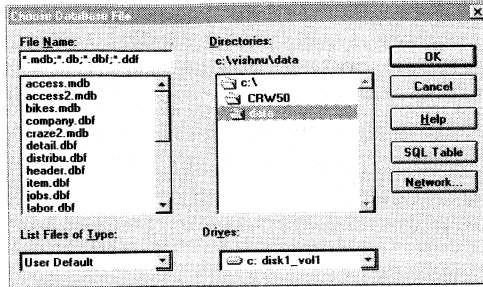 Choose Database File
File Name:
*.mdb;*.db;*.dbf;*.ddf
access.mdb
access2.mdb
bikes.mdb
company.dbf
craze2.mdb
detail.dbf
distribu.dbf
header.dbf
item.dbf
jobs.dbf
labor.dbf
List Files of Type:
User Default
Directories:
c:\vishnu\data
c:\
CRW50
data
Drives:
c: disk1_vol1
OK
Cancel
Help
SQL Table
Network...